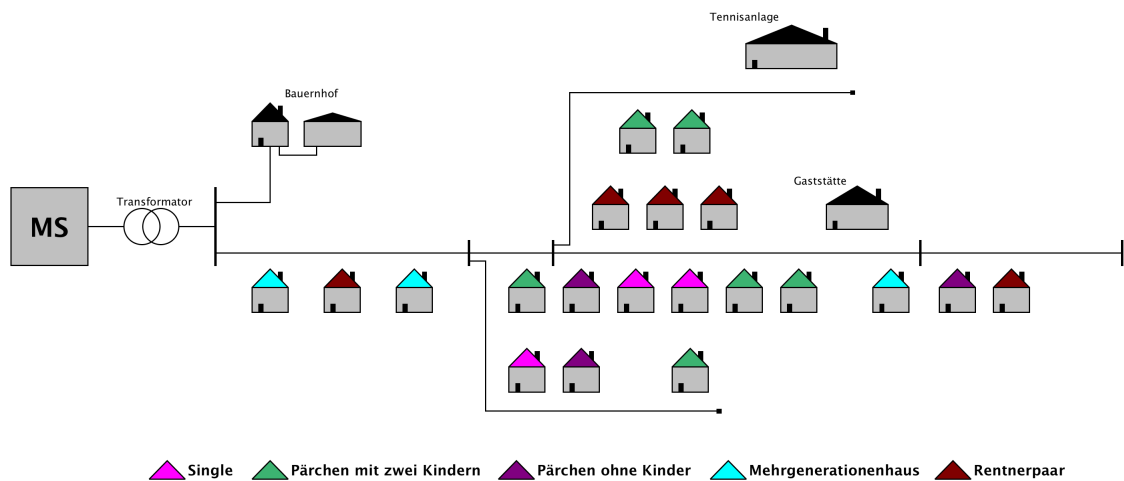 Tennisanlage
Bauernhof
Gaststätte
Transformator
MS
Single
Pärchen mit zwei Kindern
Pärchen ohne Kinder
Mehrgenerationenhaus
Rentnerpaar